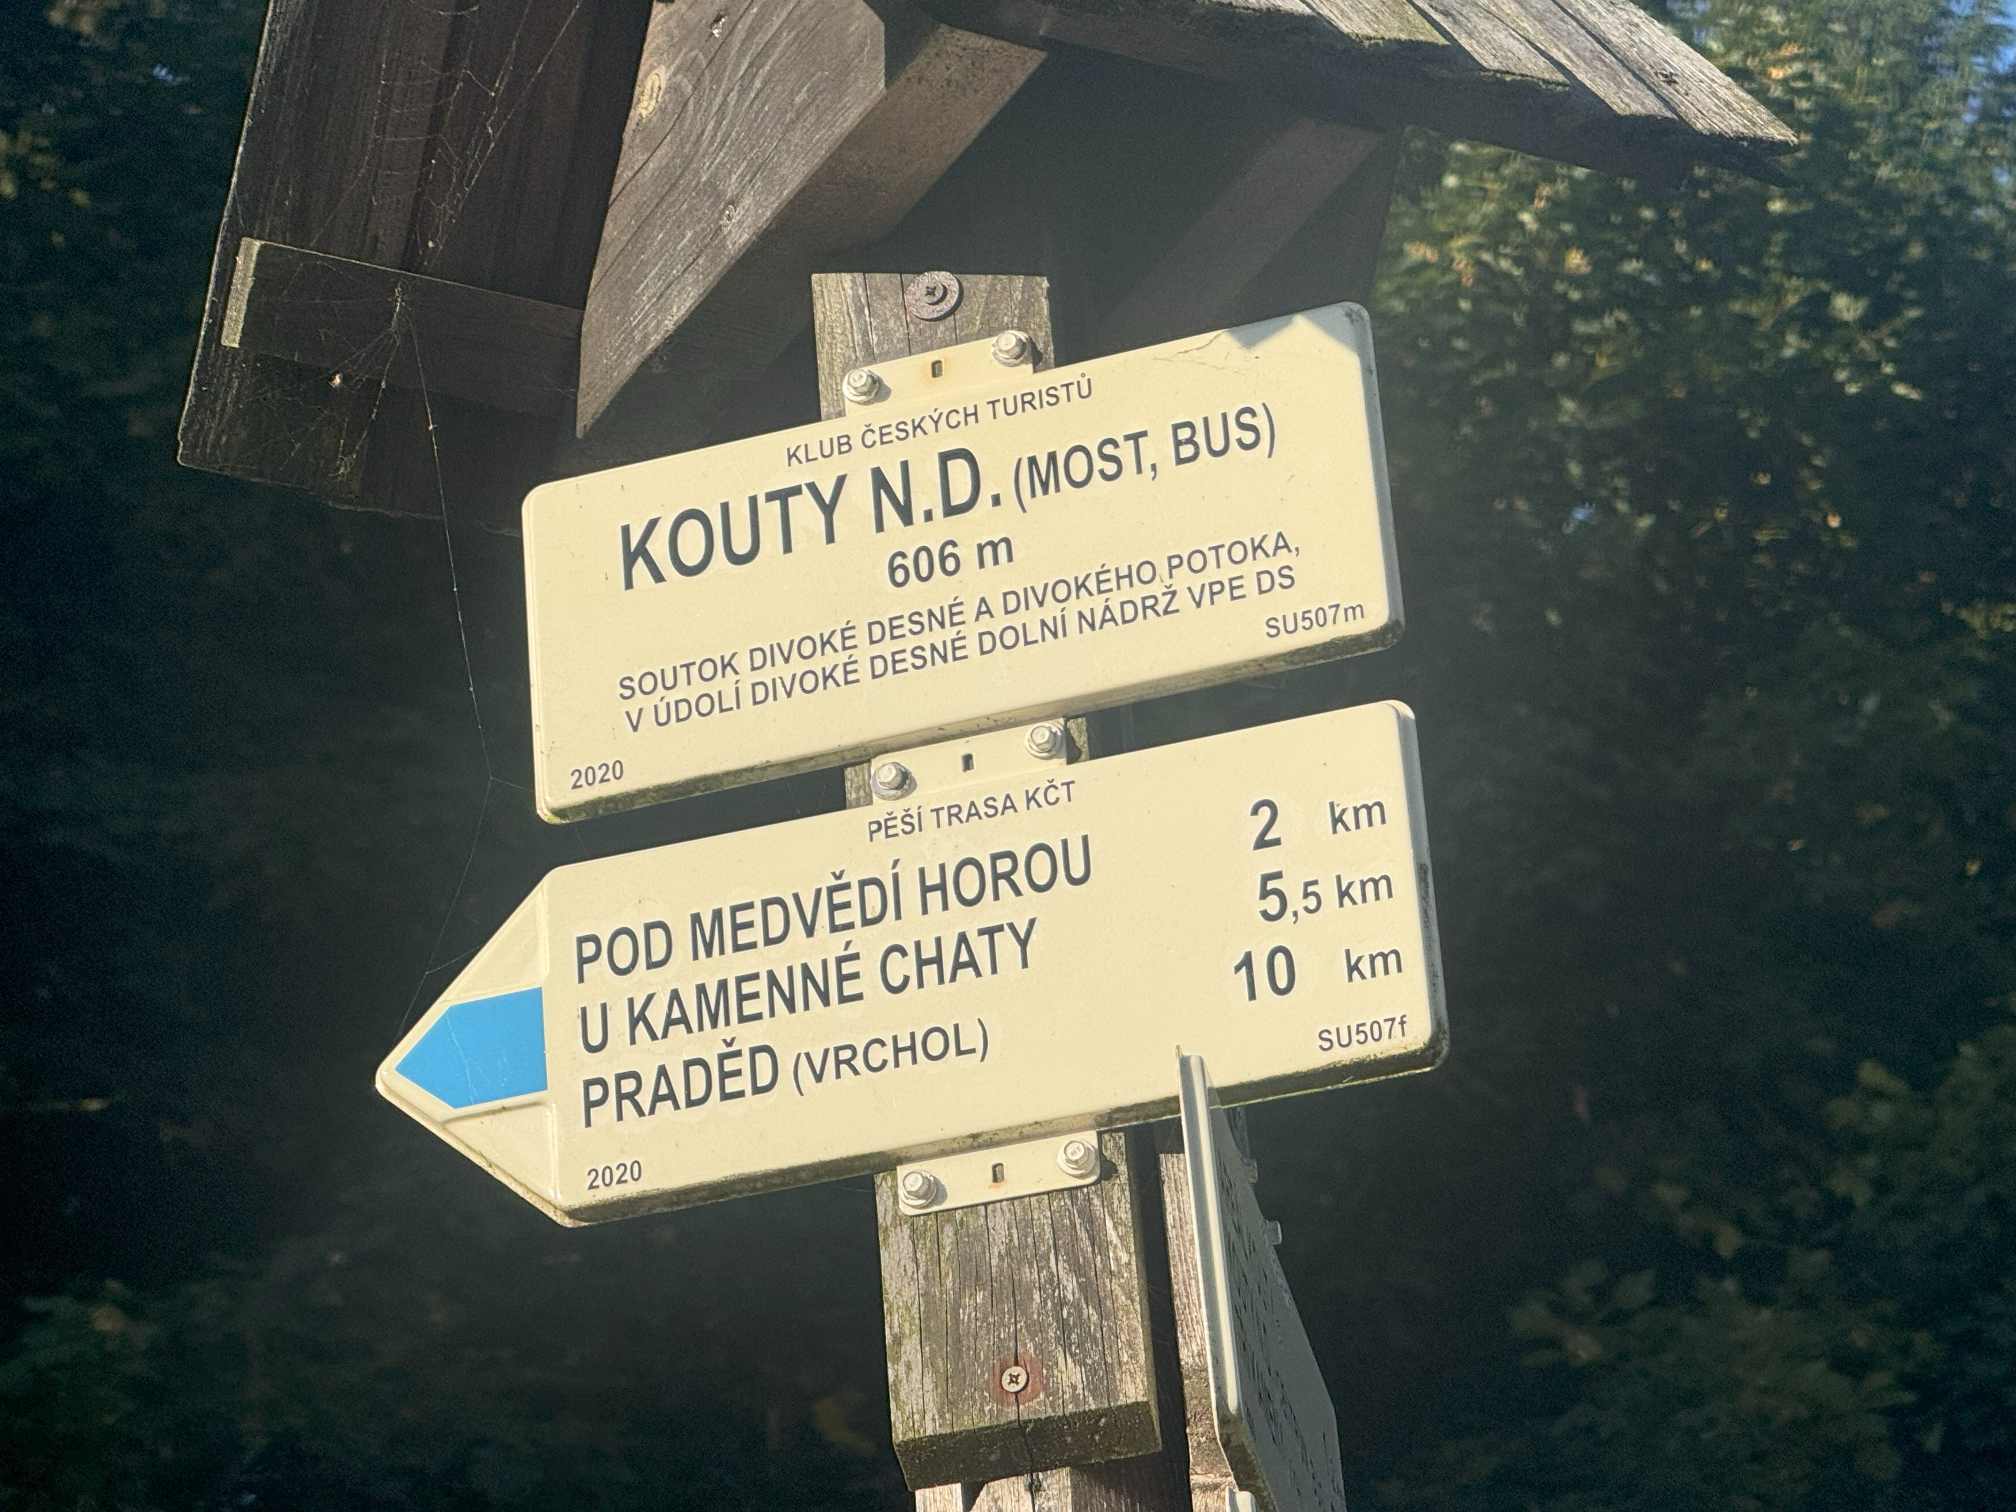 KLUB ČESKÝCH TURISTŮ
KOUTY N.D. (MOST, BUS)
606 m
SOUTOK DIVOKÉ DESNÉ A DIVOKÉHO POTOKA,
V ÚDOLÍ DIVOKÉ DESNÉ DOLNÍ NÁDRŽ VPE DS
SU507m
2020
PĚŠÍ TRASA KČT
POD MEDVĚDÍ HOROU 2 km
U KAMENNÉ CHATY 5,5 km
PRADĚD (VRCHOL) 10 km
SU507f
2020